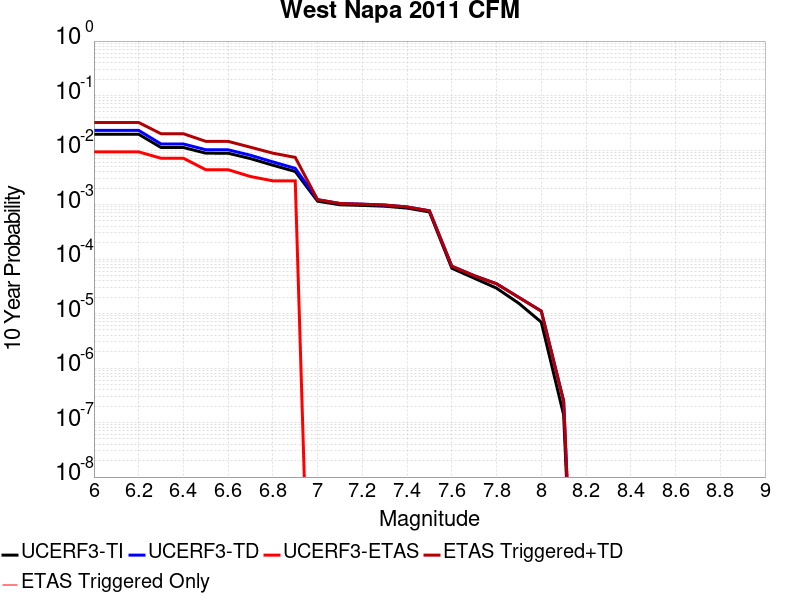 West Napa 2011 CFM
10^0
10^-1
10^-2
10^-3
10^-4
10^-5
10^-6
10^-7
10^-8
10 Year Probability
6 6.2 6.4 6.6 6.8 7 7.2 7.4 7.6 7.8 8 8.2 8.4 8.6 8.8 9
Magnitude
UCERF3-TI UCERF3-TD UCERF3-ETAS ETAS Triggered+TD
ETAS Triggered Only